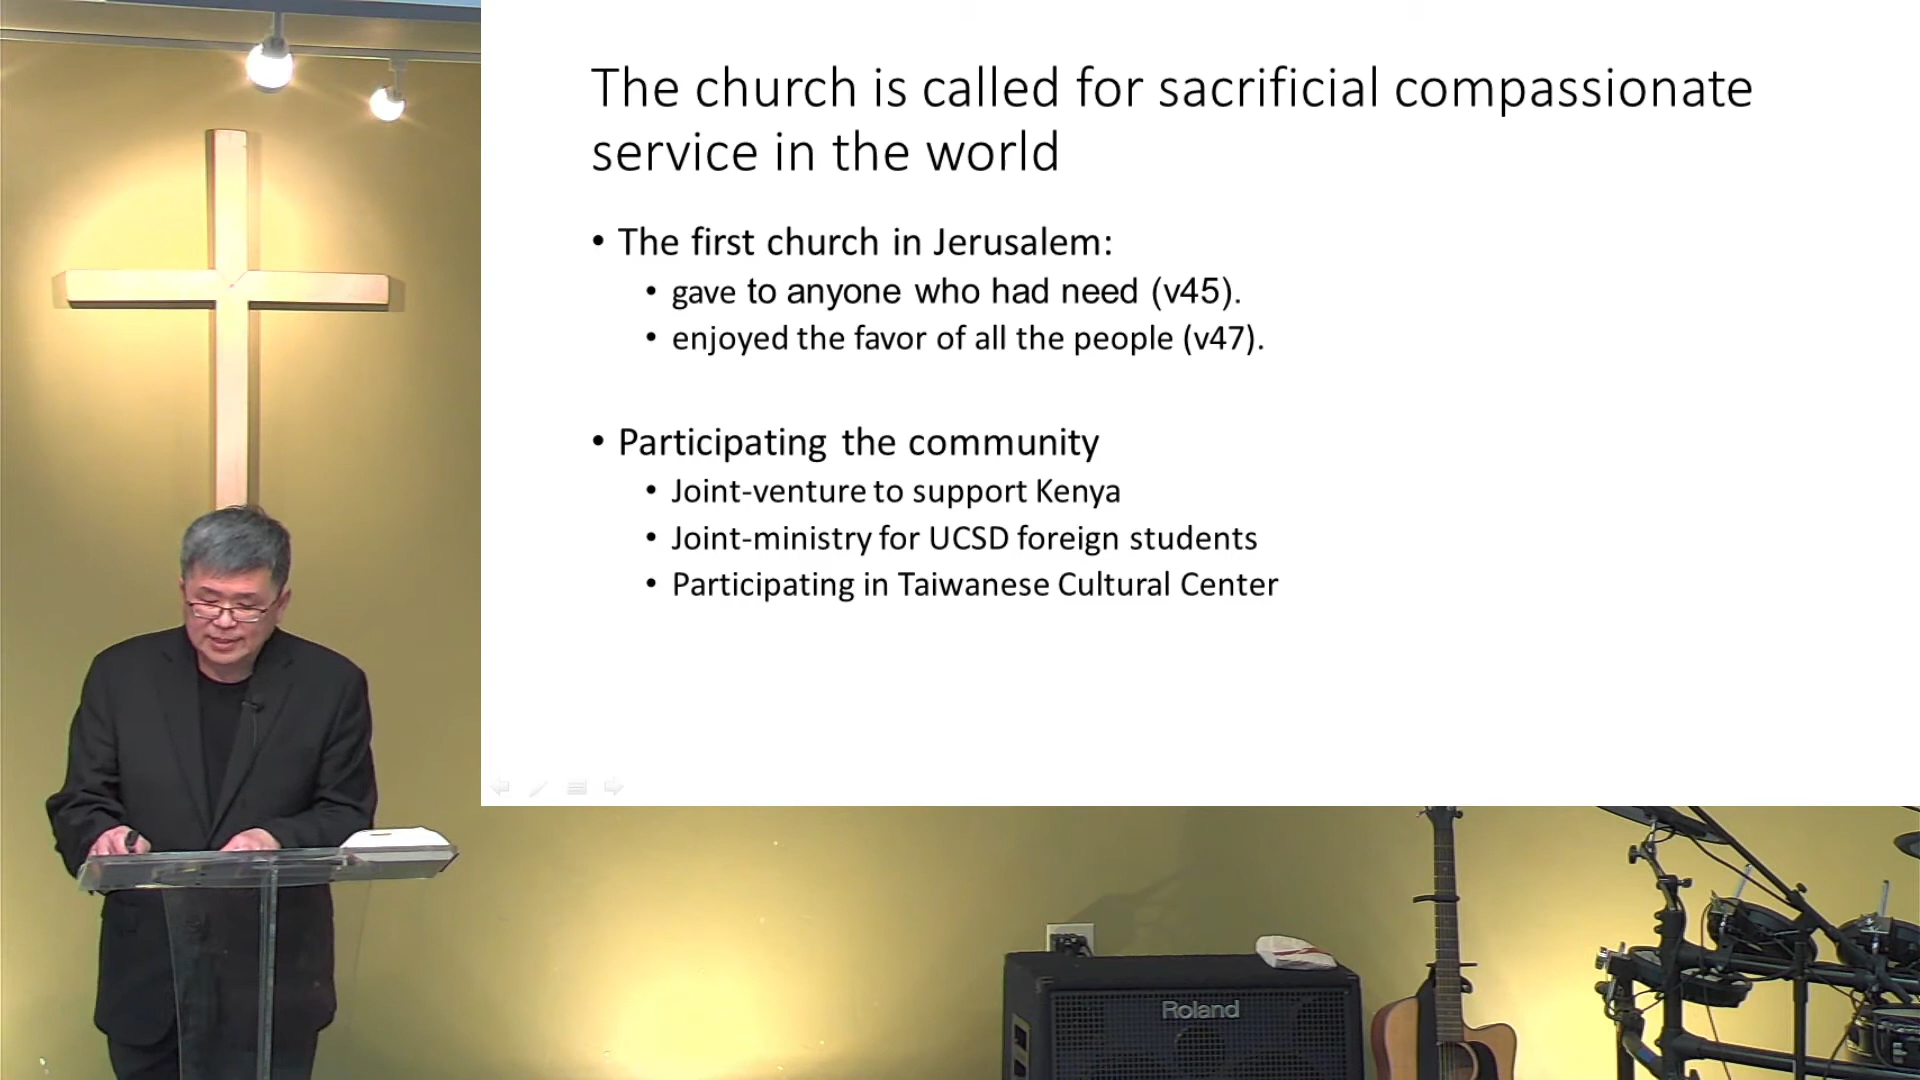 The church is called for sacrificial compassionate
service in the world
• The first church in Jerusalem:
• gave to anyone who had need (v45).
• enjoyed the favor of all the people (v47).
• Participating the community
• Joint-venture to support Kenya
• Joint-ministry for UCSD foreign students
• Participating in Taiwanese Cultural Center
Roland